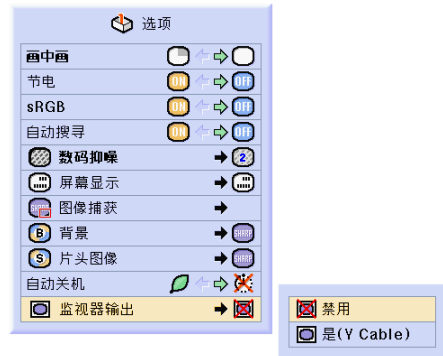 选项
画中画
节电 ON OFF
sRGB ON OFF
自动搜寻 ON OFF
数码抑噪 2
屏幕显示
图像捕获
B 背景 SHARP
S 片头图像 SHARP
自动关机
监视器输出
禁用
是(Y Cable)